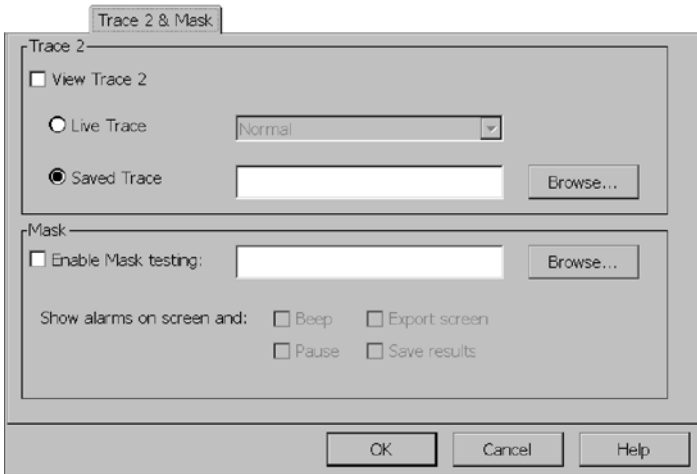 Trace 2 & Mask
Trace 2
View Trace 2
Live Trace Normal
Saved Trace Browse...
Mask
Enable Mask testing: Browse...
Show alarms on screen and: Beep Export screen
Pause Save results
OK Cancel Help